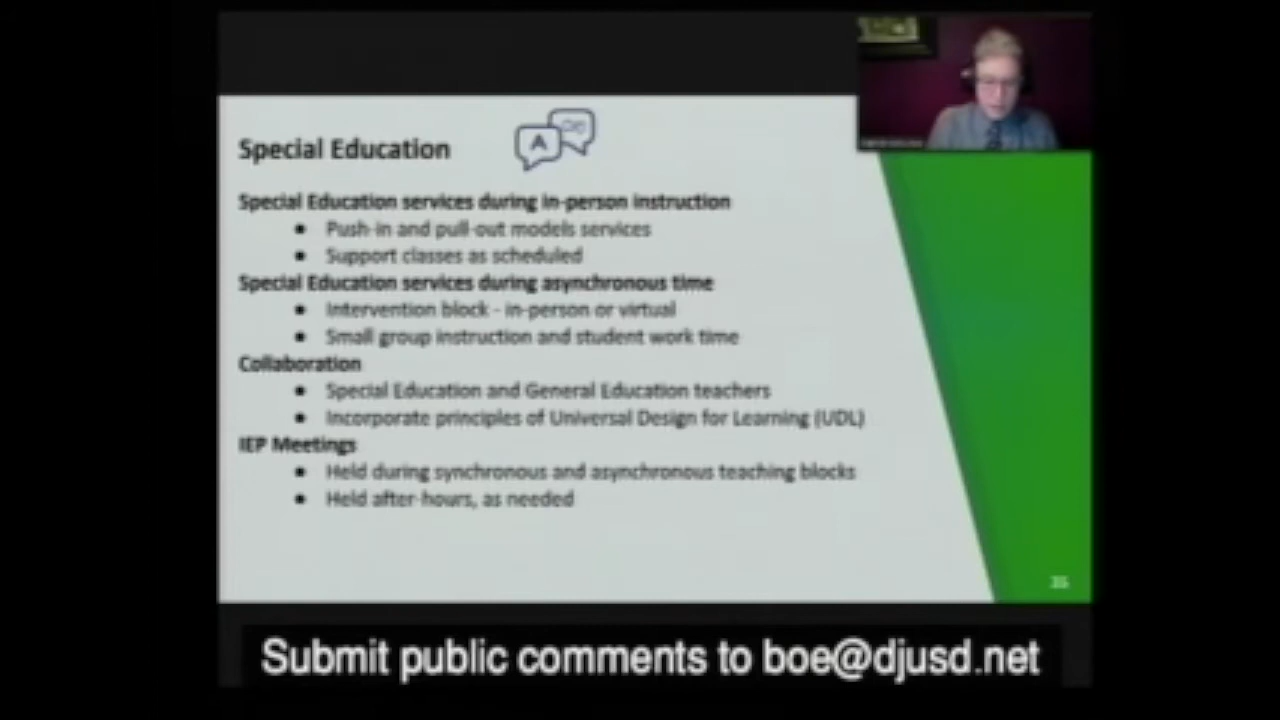 Special Education
A
Special Education services during in-person instruction
● Push-in and pull-out models services
● Support classes as scheduled
Special Education services during asynchronous time
● Intervention block - in-person or virtual
● Small group instruction and student work time
Collaboration
● Special Education and General Education teachers
● Incorporate principles of Universal Design for Learning (UDL)
IEP Meetings
● Held during synchronous and asynchronous teaching blocks
● Held after-hours, as needed
35
Submit public comments to boe@djusd.net